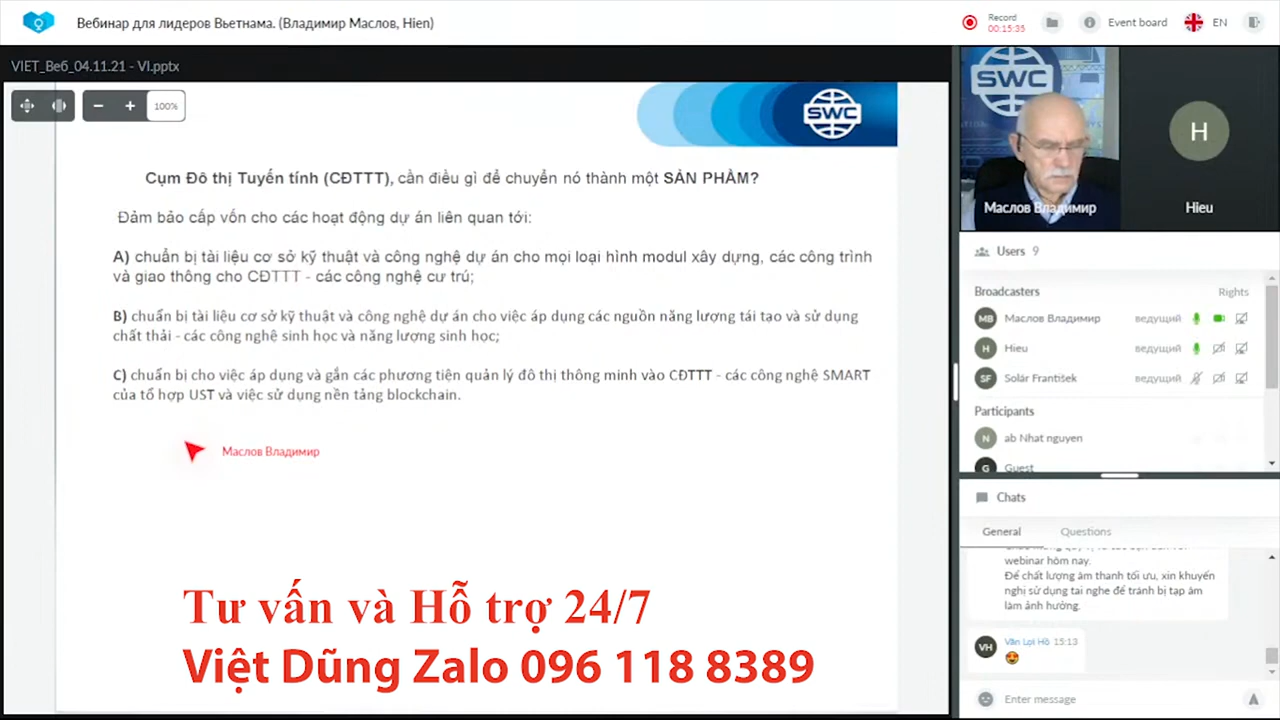 Вебинар для лидеров Вьетнама. (Владимир Маслов, Hien)
Record
00:15:35
Event board
EN
VIET_Веб_04.11.21 - VI.pptx
100%
SWC
Cụm Đô thị Tuyến tính (CĐTTT), cần điều gì để chuyển nó thành một SẢN PHẨM?
Đảm bảo cấp vốn cho các hoạt động dự án liên quan tới:
A) chuẩn bị tài liệu cơ sở kỹ thuật và công nghệ dự án cho mọi loại hình modul xây dựng, các công trình
và giao thông cho CĐTTT - các công nghệ cư trú;
B) chuẩn bị tài liệu cơ sở kỹ thuật và công nghệ dự án cho việc áp dụng các nguồn năng lượng tái tạo và sử dụng
chất thải - các công nghệ sinh học và năng lượng sinh học;
C) chuẩn bị cho việc áp dụng và gắn các phương tiện quản lý đô thị thông minh vào CĐTTT - các công nghệ SMART
của tổ hợp UST và việc sử dụng nền tảng blockchain.
Маслов Владимир
Tư vấn và Hỗ trợ 24/7
Việt Dũng Zalo 096 118 8389
SWC
Маслов Владимир
H
Hieu
Users 9
Broadcasters
Rights
МВ Маслов Владимир ведущий
H Hieu ведущий
SF Solár František ведущий
Participants
N ab Nhat nguyen
G Guest
Chats
General
Questions
webinar hôm nay.
Để chất lượng âm thanh tối ưu, xin khuyến
nghị sử dụng tai nghe để tránh bị tạp âm
làm ảnh hưởng.
VH Văn Lợi Hồ 15:13
Enter message